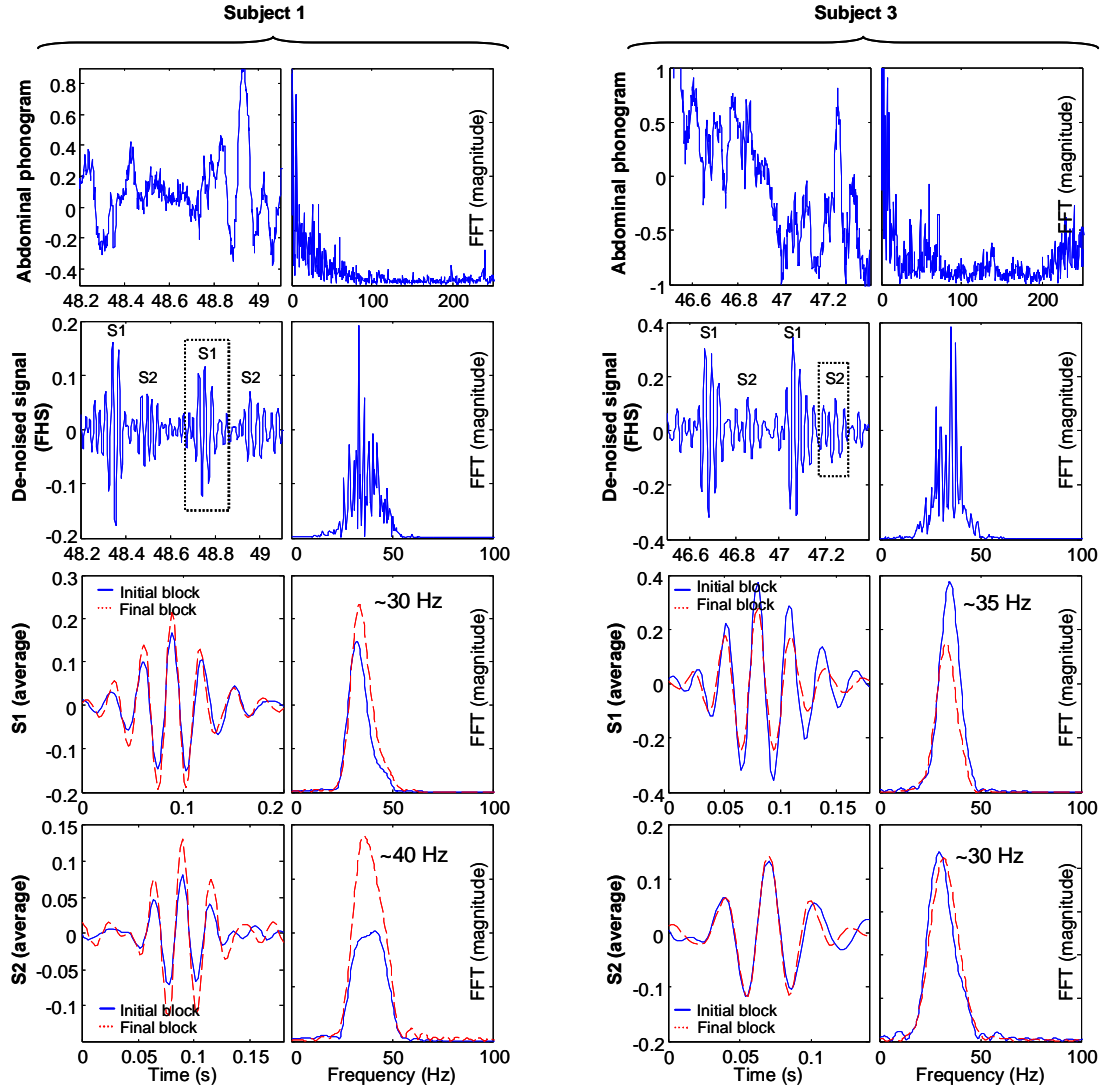 Subject 1
Subject 3
Abdominal phonogram
0.8
0.6
0.4
0.2
0
-0.2
-0.4
48.2 48.4 48.6 48.8 49
FFT (magnitude)
0 100 200
Abdominal phonogram
1
0.5
0
-0.5
-1
46.6 46.8 47 47.2
FFT (magnitude)
0 100 200
De-noised signal
(FHS)
0.2
0.1
0
-0.1
-0.2
S1
S2
S1
S2
48.2 48.4 48.6 48.8 49
FFT (magnitude)
0 50 100
De-noised signal
(FHS)
0.4
0.2
0
-0.2
-0.4
S1
S2
S1
S2
46.6 46.8 47 47.2
FFT (magnitude)
0 50 100
S1 (average)
0.3
0.2
0.1
0
-0.1
-0.2
Initial block
Final block
0 0.1 0.2
~30 Hz
FFT (magnitude)
0 50 100
S1 (average)
0.4
0.2
0
-0.2
-0.4
Initial block
Final block
0 0.05 0.1 0.15
~35 Hz
FFT (magnitude)
0 50 100
S2 (average)
0.15
0.1
0.05
0
-0.05
-0.1
Initial block
Final block
0 0.05 0.1 0.15
Time (s)
~40 Hz
FFT (magnitude)
0 50 100
Frequency (Hz)
S2 (average)
0.4
0.2
0
-0.2
Initial block
Final block
0 0.05 0.1
Time (s)
~30 Hz
FFT (magnitude)
0 50 100
Frequency (Hz)